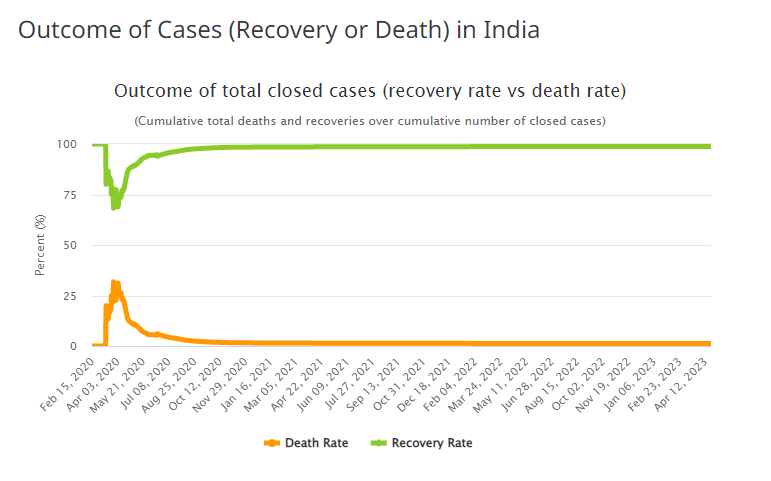 Outcome of Cases (Recovery or Death) in India
Outcome of total closed cases (recovery rate vs death rate)
(Cumulative total deaths and recoveries over cumulative number of closed cases)
Percent (%)
100
75
50
25
0
Feb 15, 2020
Apr 03, 2020
May 21, 2020
Jul 08, 2020
Aug 25, 2020
Oct 12, 2020
Nov 29, 2020
Jan 16, 2021
Mar 05, 2021
Apr 22, 2021
Jun 09, 2021
Jul 27, 2021
Sep 13, 2021
Oct 31, 2021
Dec 18, 2021
Feb 04, 2022
Mar 24, 2022
May 11, 2022
Jun 28, 2022
Aug 15, 2022
Oct 02, 2022
Nov 19, 2022
Jan 06, 2023
Feb 23, 2023
Apr 12, 2023
Death Rate
Recovery Rate